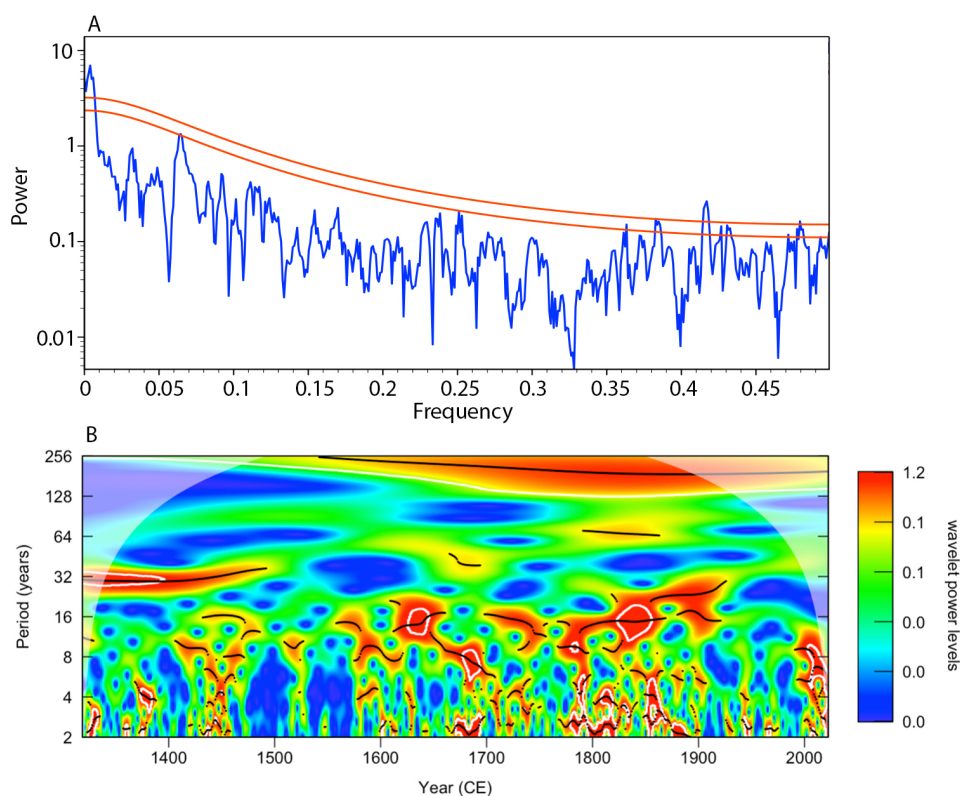 A
10
1
0.1
0.01
Power
0 0.05 0.1 0.15 0.2 0.25 0.3 0.35 0.4 0.45
Frequency
B
256
128
64
32
16
8
4
2
Period (years)
1400 1500 1600 1700 1800 1900 2000
Year (CE)
1.2
0.1
0.1
0.0
0.0
0.0
wavelet power levels